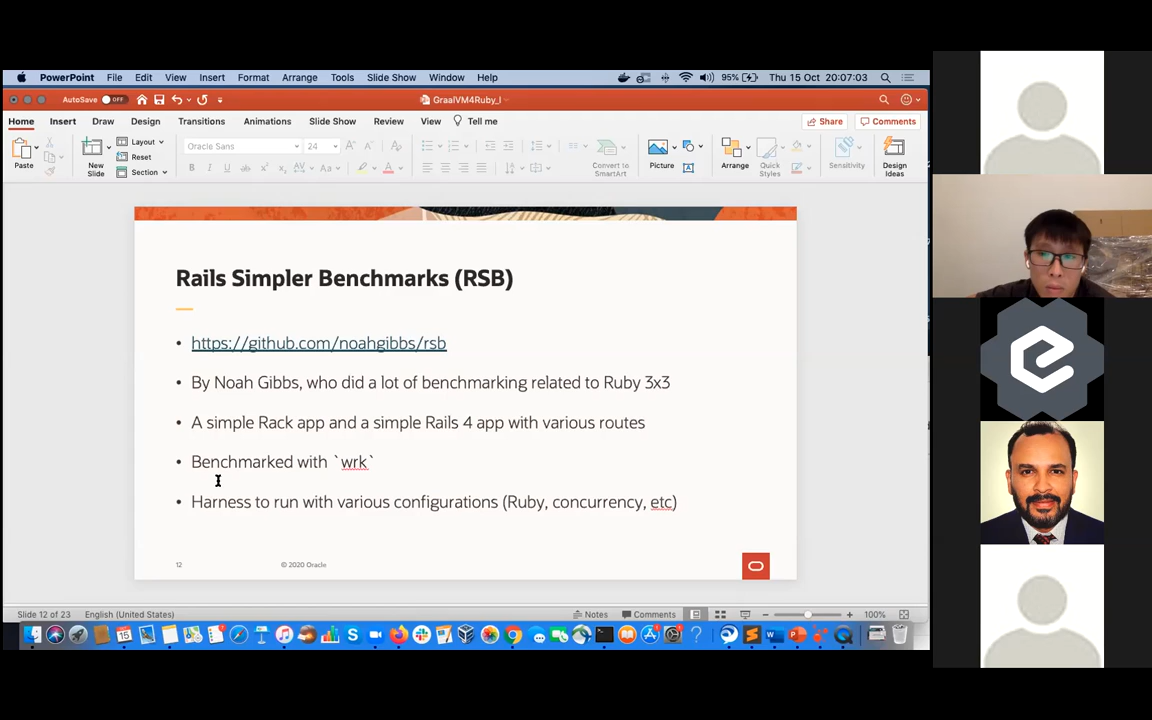 PowerPoint File Edit View Insert Format Arrange Tools Slide Show Window Help 95% Thu 15 Oct 20:07:03
AutoSave OFF GraalVM4Ruby_I
Home Insert Draw Design Transitions Animations Slide Show Review View Tell me Share Comments
Paste New Slide Layout Reset Section Oracle Sans 24 Convert to SmartArt Picture Arrange Quick Styles Sensitivity Design Ideas
Rails Simpler Benchmarks (RSB)
• https://github.com/noahgibbs/rsb
• By Noah Gibbs, who did a lot of benchmarking related to Ruby 3x3
• A simple Rack app and a simple Rails 4 app with various routes
• Benchmarked with `wrk`
• Harness to run with various configurations (Ruby, concurrency, etc)
12 © 2020 Oracle
Slide 12 of 23 English (United States) Notes Comments 100%